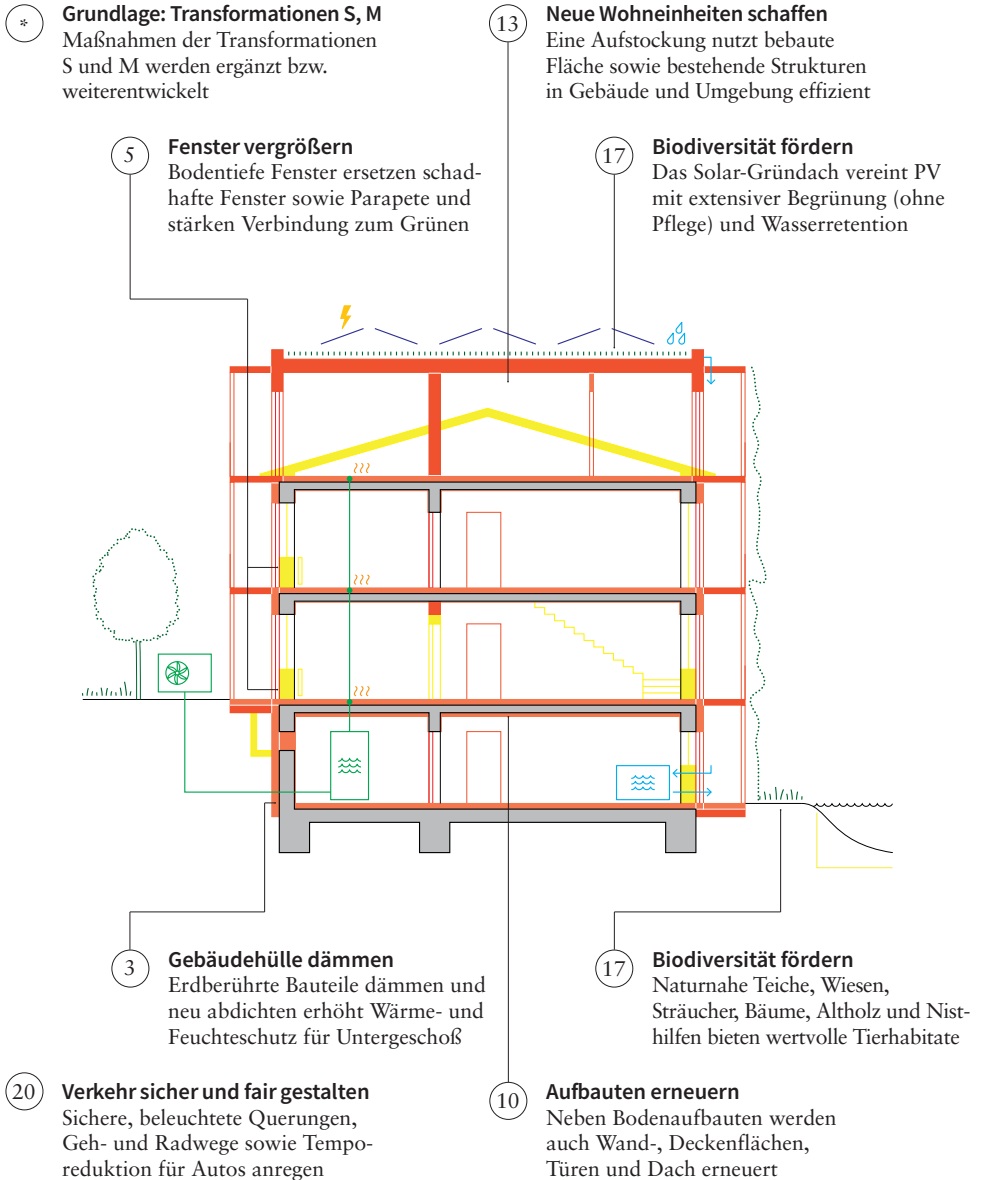 *
Grundlage: Transformationen S, M
Maßnahmen der Transformationen
S und M werden ergänzt bzw.
weiterentwickelt
13
Neue Wohneinheiten schaffen
Eine Aufstockung nutzt bebaute
Fläche sowie bestehende Strukturen
in Gebäude und Umgebung effizient
5
Fenster vergrößern
Bodentiefe Fenster ersetzen schad-
hafte Fenster sowie Parapete und
stärken Verbindung zum Grünen
17
Biodiversität fördern
Das Solar-Gründach vereint PV
mit extensiver Begrünung (ohne
Pflege) und Wasserretention
3
Gebäudehülle dämmen
Erdberührte Bauteile dämmen und
neu abdichten erhöht Wärme- und
Feuchteschutz für Untergeschoß
17
Biodiversität fördern
Naturnahe Teiche, Wiesen,
Sträucher, Bäume, Altholz und Nist-
hilfen bieten wertvolle Tierhabitate
20
Verkehr sicher und fair gestalten
Sichere, beleuchtete Querungen,
Geh- und Radwege sowie Tempo-
reduktion für Autos anregen
10
Aufbauten erneuern
Neben Bodenaufbauten werden
auch Wand-, Deckenflächen,
Türen und Dach erneuert